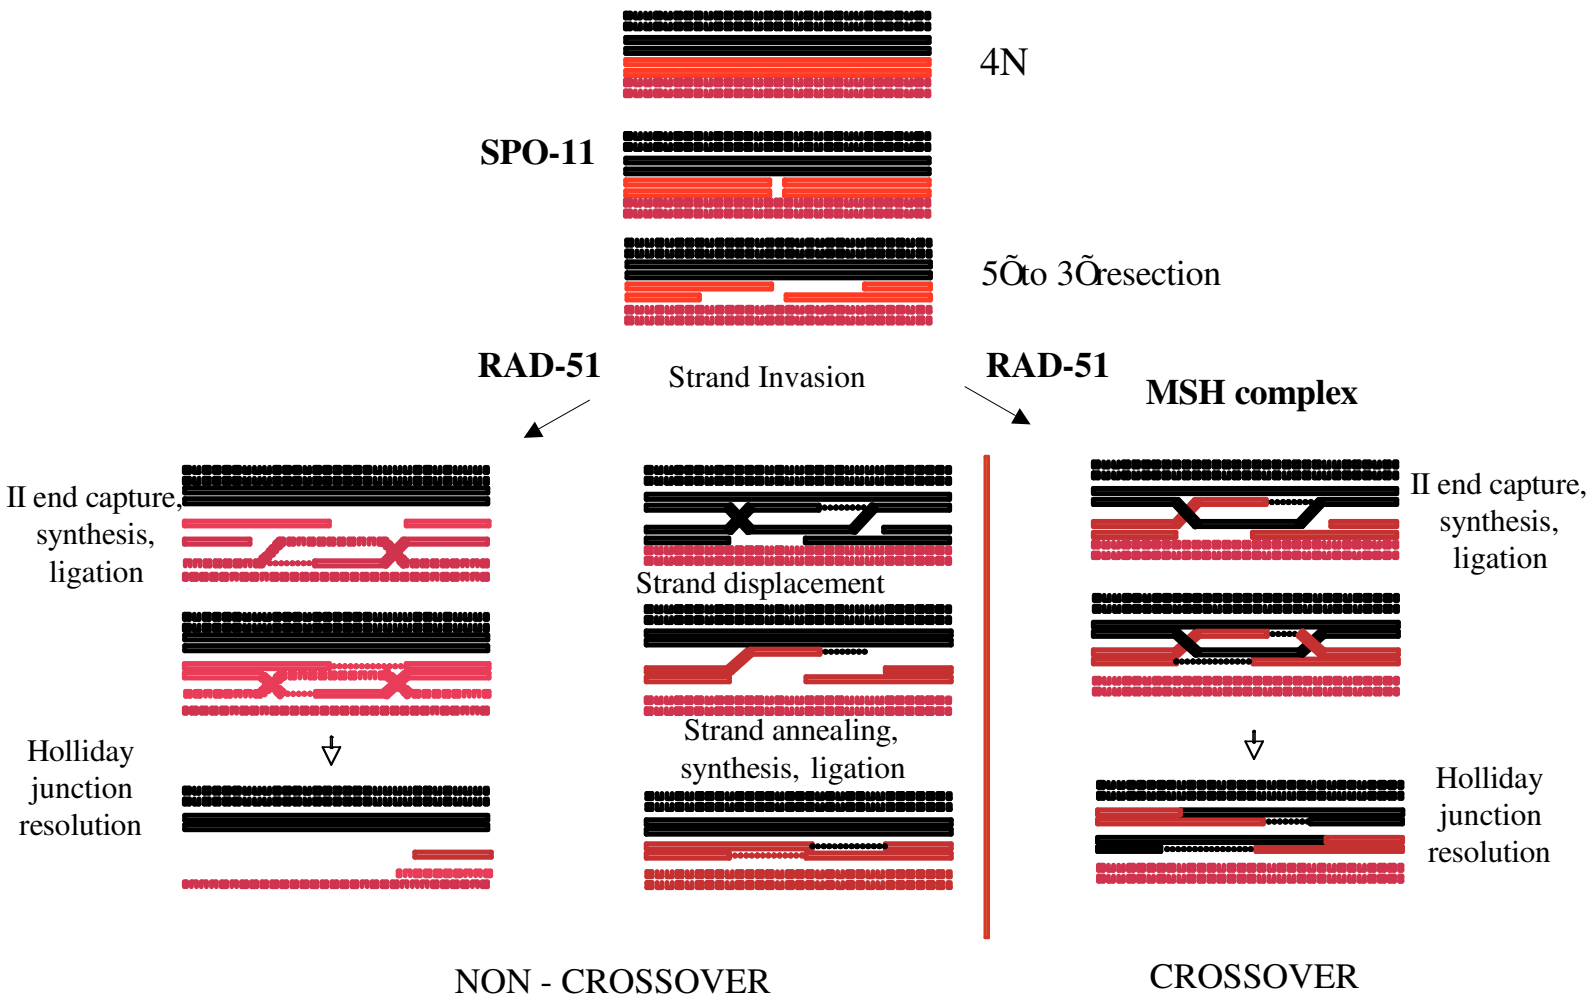 4N
SPO-11
5Õto 3Õresection
RAD-51
Strand Invasion
RAD-51
MSH complex
II end capture,
synthesis,
ligation
Strand displacement
II end capture,
synthesis,
ligation
Strand annealing,
synthesis, ligation
Holliday
junction
resolution
Holliday
junction
resolution
NON - CROSSOVER
CROSSOVER